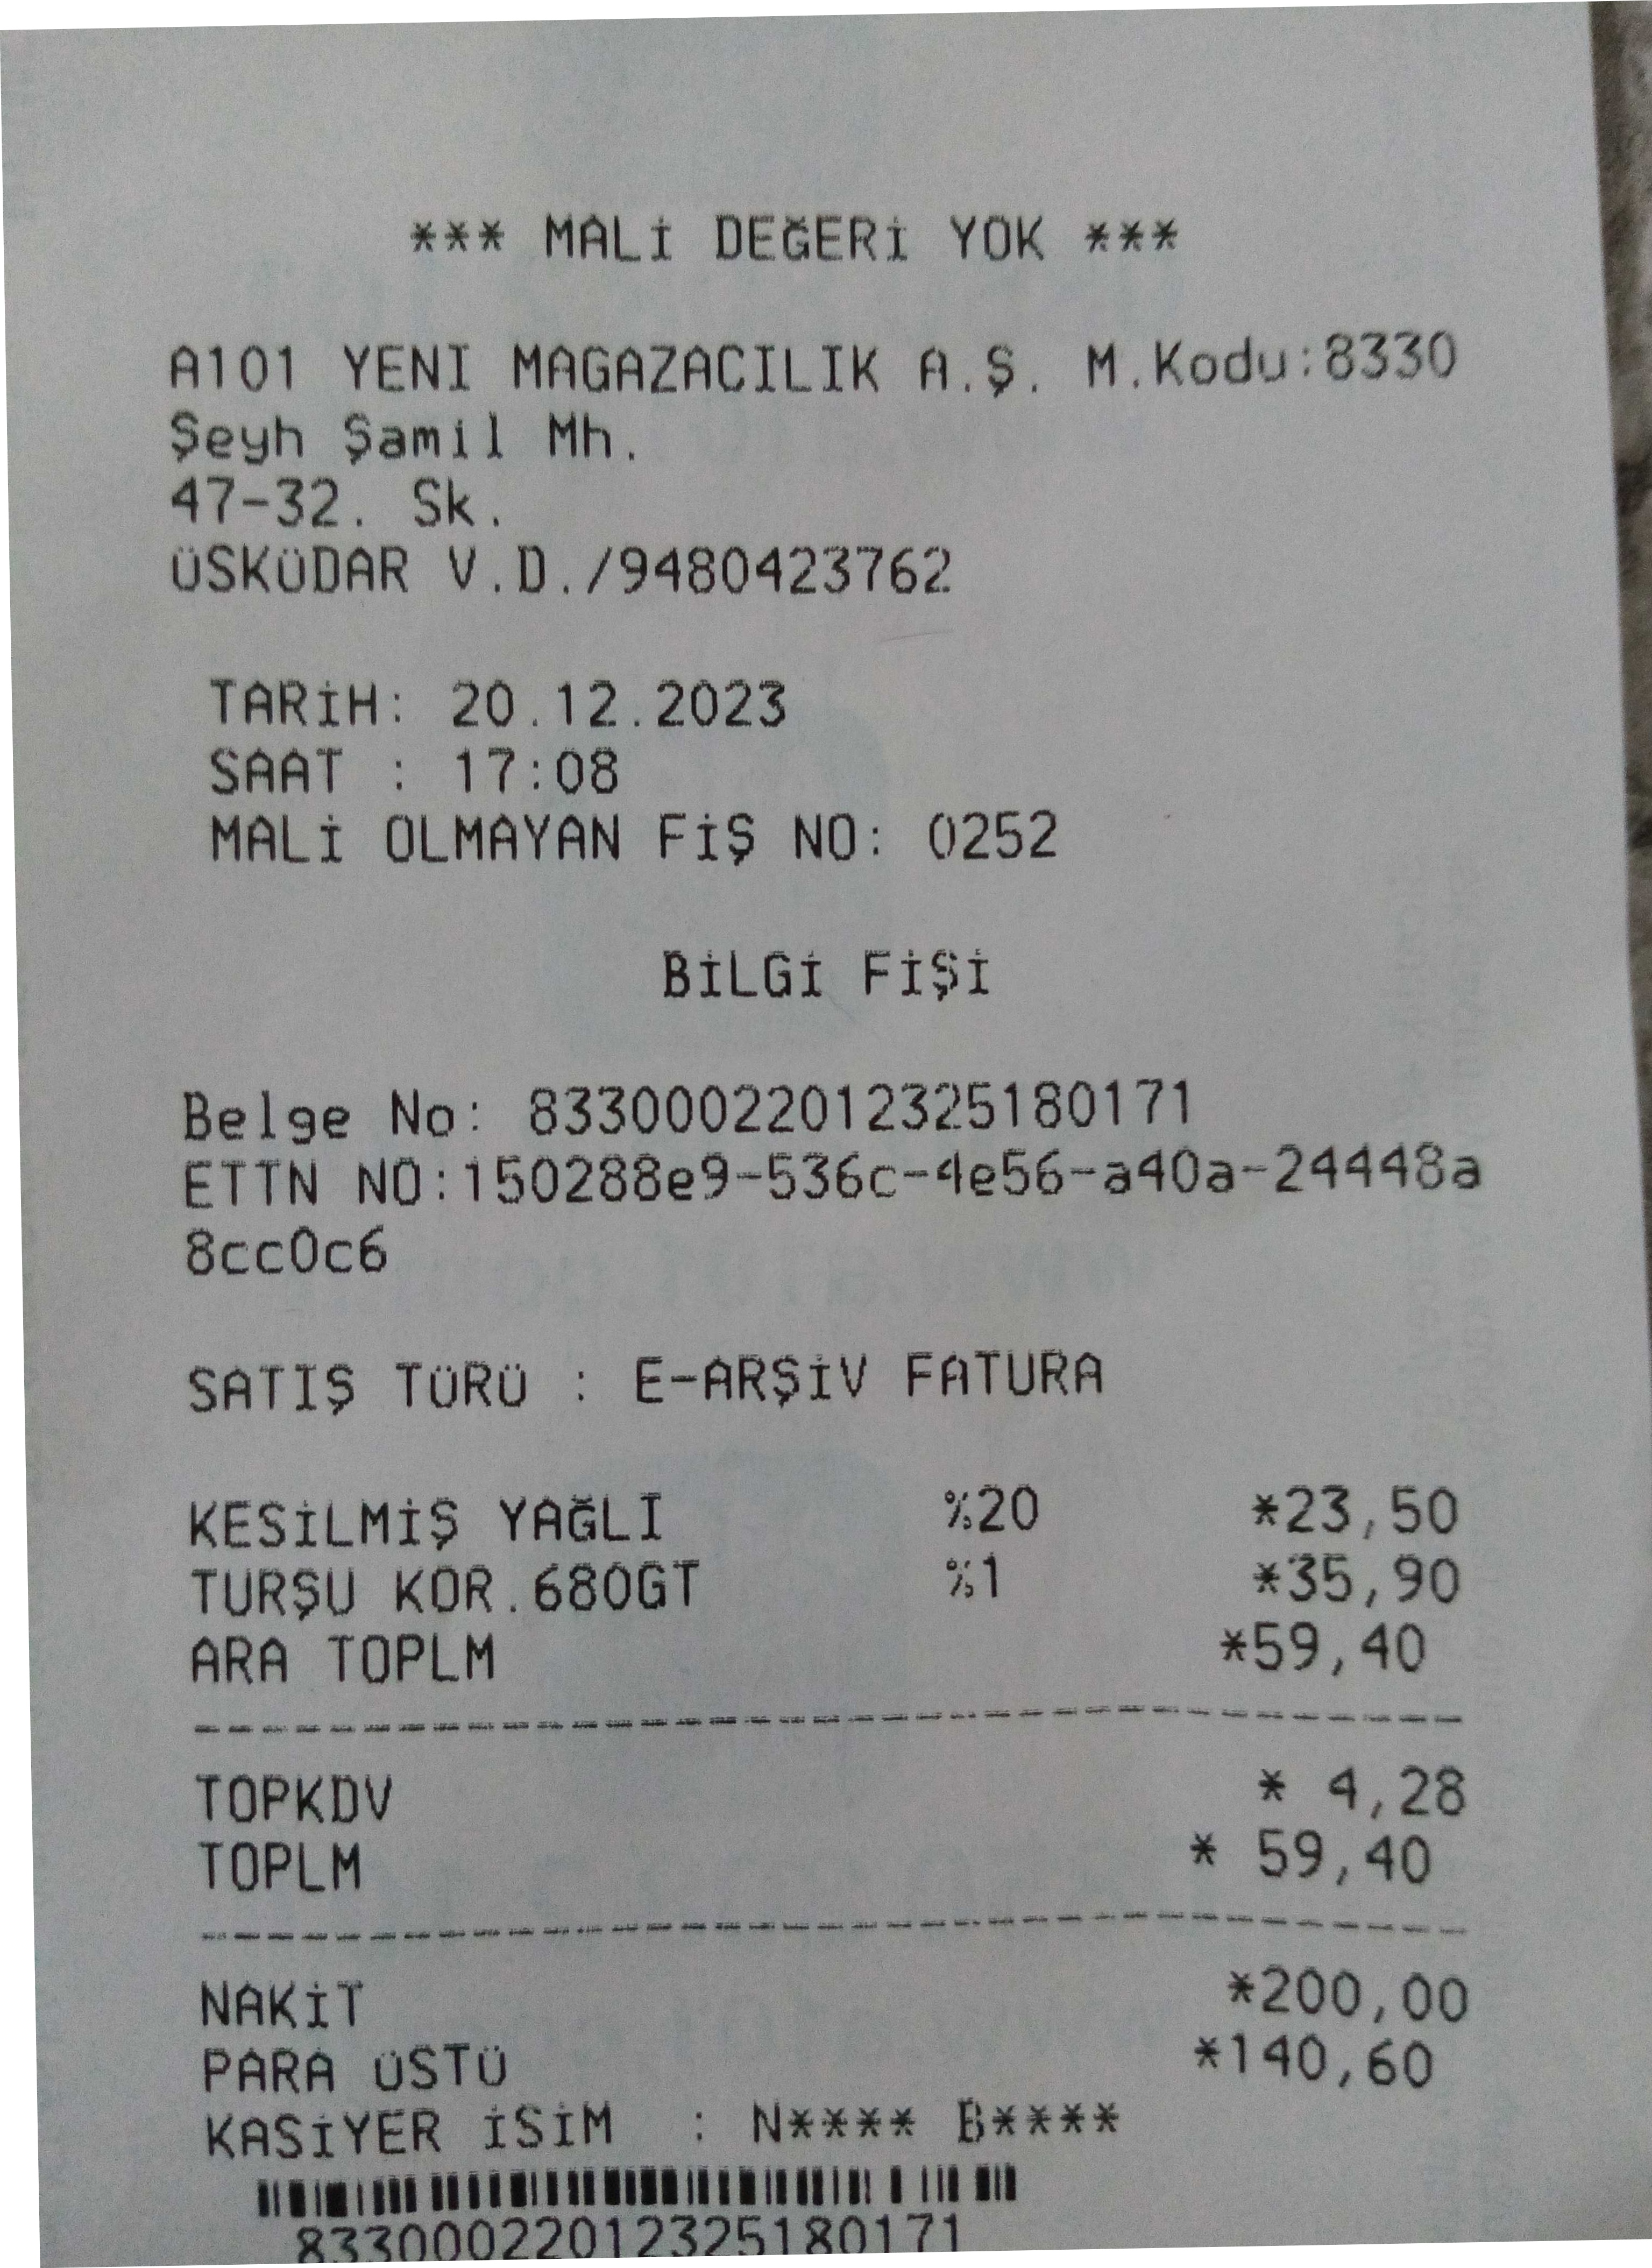 *** MALİ DEĞERİ YOK ***
A101 YENI MAGAZACILIK A.Ş. M.Kodu:8330
Şeyh Şamil Mh.
47-32. Sk.
ÜSKÜDAR V.D./9480423762
TARİH: 20.12.2023
SAAT : 17:08
MALİ OLMAYAN FİŞ NO: 0252
BİLGİ FİŞİ
Belge No: 83300022012325180171
ETTN NO:150288e9-536c-4e56-a40a-24448a
8cc0c6
SATIŞ TÜRÜ : E-ARŞİV FATURA
KESİLMİŞ YAĞLI %20 *23,50
TURŞU KOR.680GT %1 *35,90
ARA TOPLM *59,40
TOPKDV * 4,28
TOPLM * 59,40
NAKİT *200,00
PARA ÜSTÜ *140,60
KASİYER İSİM : N**** B****
83300022012325180171